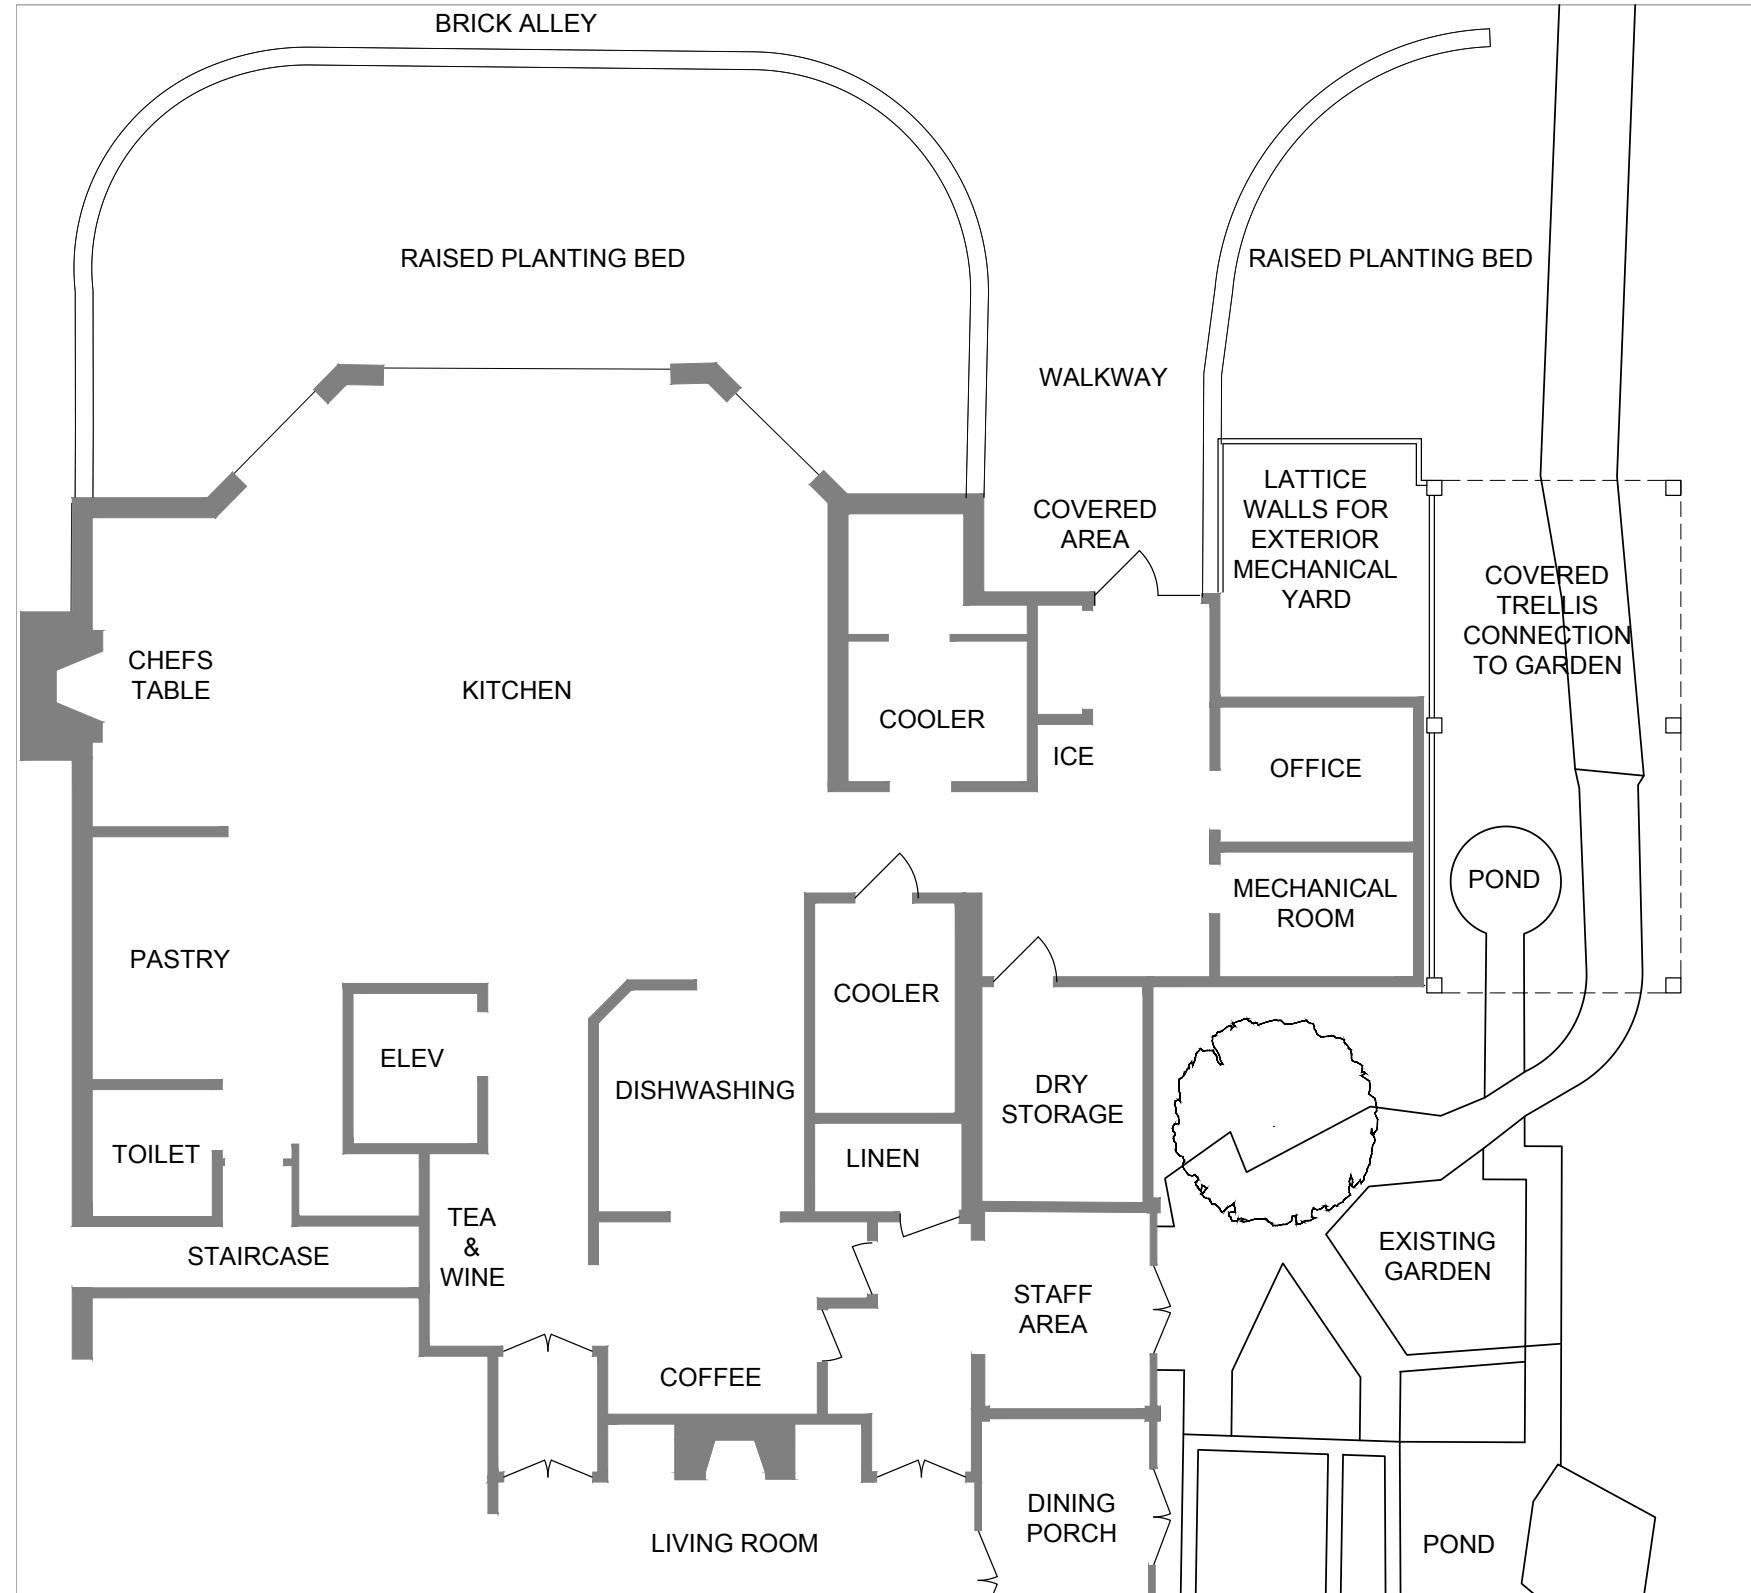 BRICK ALLEY
RAISED PLANTING BED
RAISED PLANTING BED
WALKWAY
LATTICE
WALLS FOR
EXTERIOR
MECHANICAL
YARD
COVERED
AREA
COVERED
TRELLIS
CONNECTION
TO GARDEN
CHEFS
TABLE
KITCHEN
COOLER
ICE
OFFICE
POND
MECHANICAL
ROOM
PASTRY
COOLER
ELEV
DISHWASHING
DRY
STORAGE
TOILET
LINEN
TEA
&
WINE
STAIRCASE
EXISTING
GARDEN
STAFF
AREA
COFFEE
DINING
PORCH
LIVING ROOM
POND